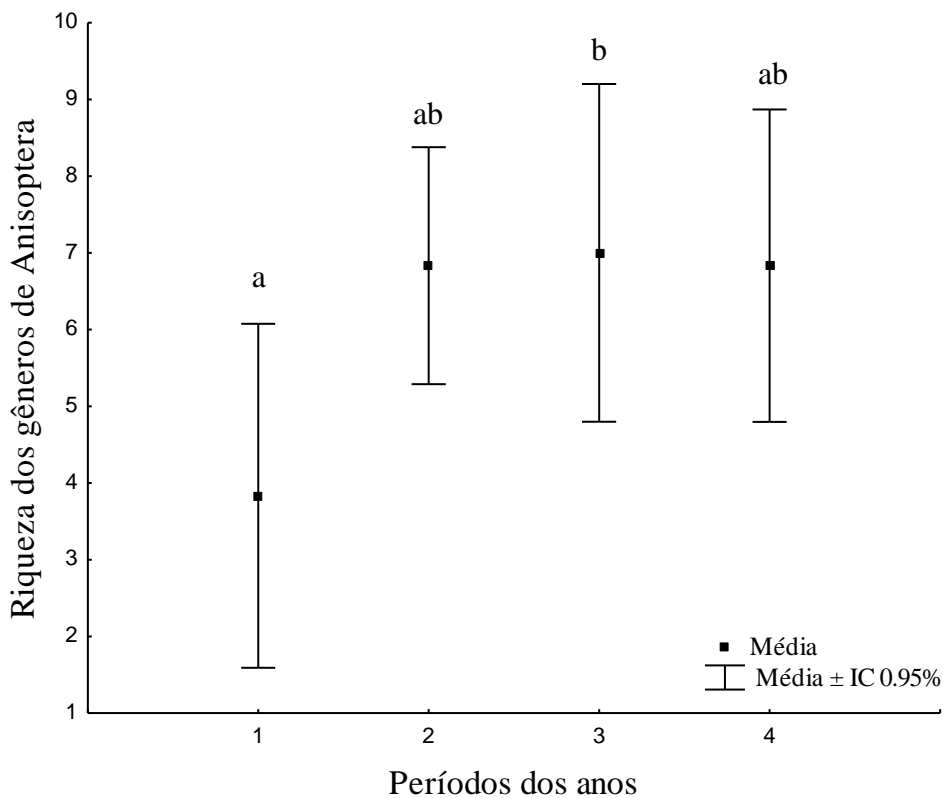 Riqueza dos gêneros de Anisoptera
10
9
8
7
6
5
4
3
2
1
a
ab
b
ab
Média
Média ± IC 0.95%
1 2 3 4
Períodos dos anos